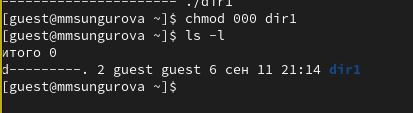 ./dir1
[guest@mmsungurova ~]$ chmod 000 dir1
[guest@mmsungurova ~]$ ls -l
итого 0
d---------. 2 guest guest 6 сен 11 21:14 dir1
[guest@mmsungurova ~]$